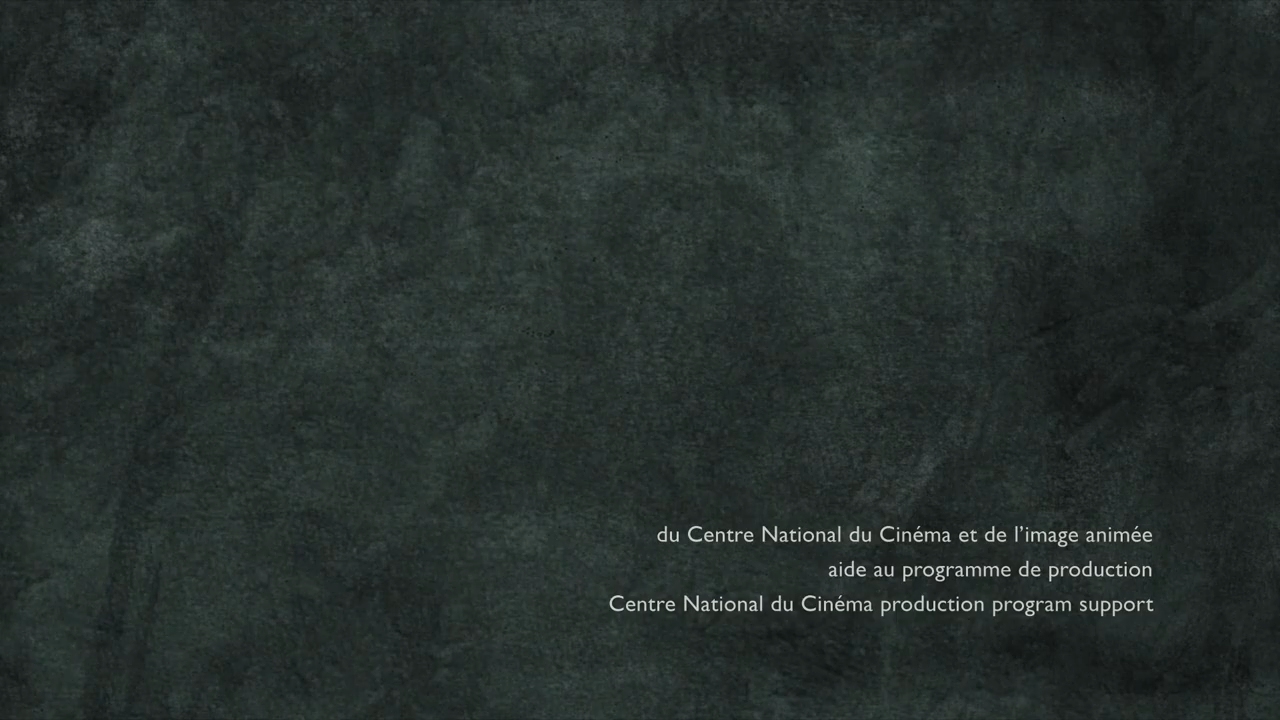 du Centre National du Cinéma et de l’image animée
aide au programme de production
Centre National du Cinéma production program support